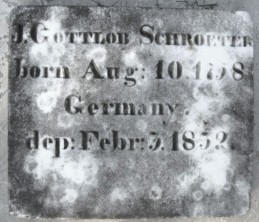 J. GOTTLOB SCHROETER
born Aug: 10. 1798
Germany.
dep: Febr: 5. 1852.